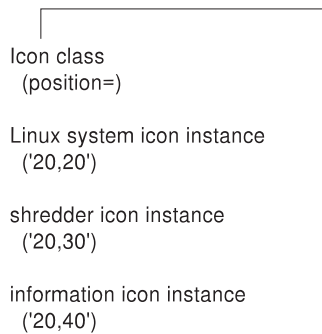 Icon class
(position=)
Linux system icon instance
('20,20')
shredder icon instance
('20,30')
information icon instance
('20,40')